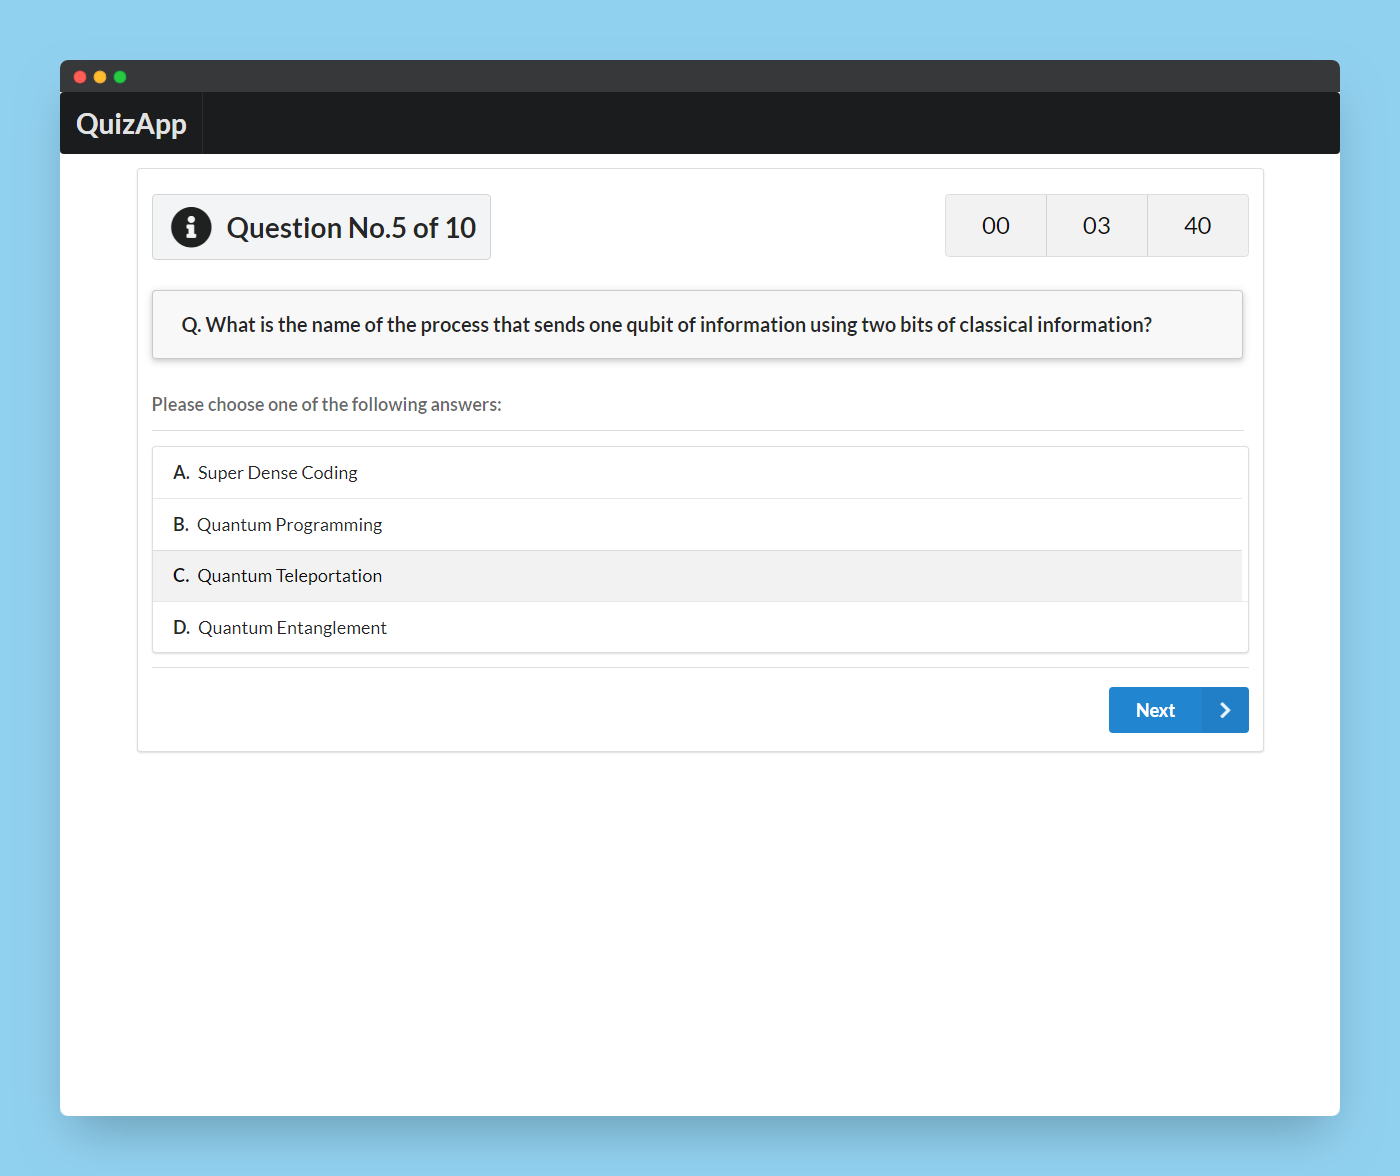 QuizApp
Question No.5 of 10
00 03 40
Q. What is the name of the process that sends one qubit of information using two bits of classical information?
Please choose one of the following answers:
A. Super Dense Coding
B. Quantum Programming
C. Quantum Teleportation
D. Quantum Entanglement
Next